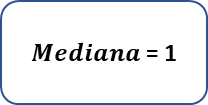 Mediana = 1